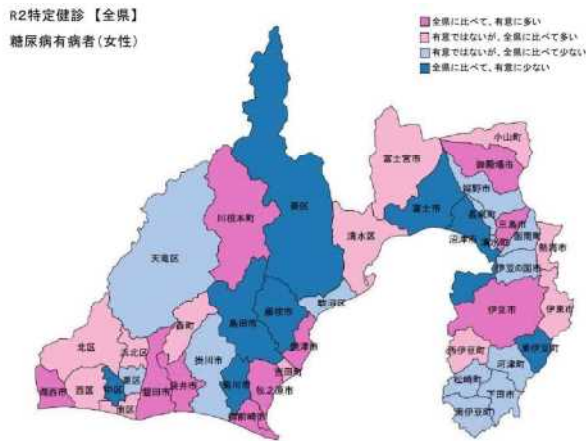 R2特定健診 【全県】
糖尿病有病者(女性)
全県に比べて、有意に多い
有意ではないが、全県に比べて多い
有意ではないが、全県に比べて少ない
全県に比べて、有意に少ない
小山町
富士宮市
御殿場市
裾野市
葵区
川根本町
富士市
長泉町
三島市
清水区
沼津市
清水町
函南町
熱海市
天竜区
伊豆の国市
駿河区
島田市
藤枝市
伊豆市
伊東市
森町
北区
浜北区
掛川市
焼津市
西伊豆町
東伊豆町
吉田町
河津町
湖西市
西区
中区
東区
磐田市
袋井市
菊川市
牧之原市
松崎町
下田市
南区
御前崎市
南伊豆町